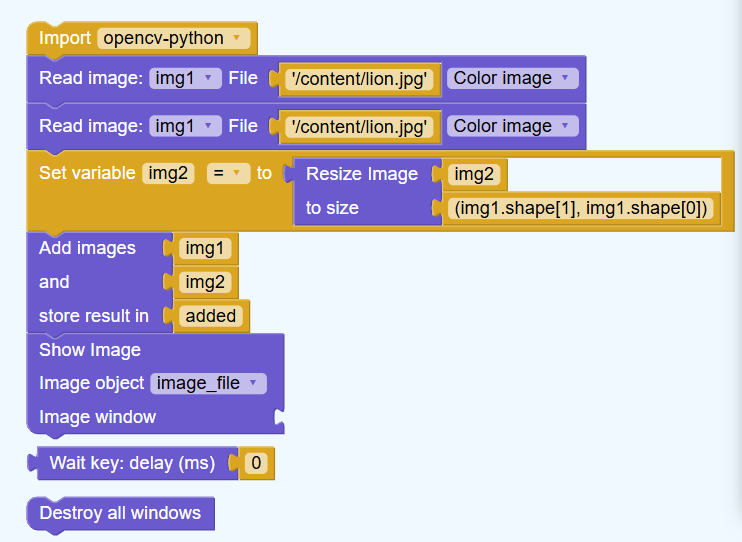 Import opencv-python
Read image: img1 File '/content/lion.jpg' Color image
Read image: img1 File '/content/lion.jpg' Color image
Set variable img2 = to Resize Image img2
to size (img1.shape[1], img1.shape[0])
Add images img1
and img2
store result in added
Show Image
Image object image_file
Image window
Wait key: delay (ms) 0
Destroy all windows